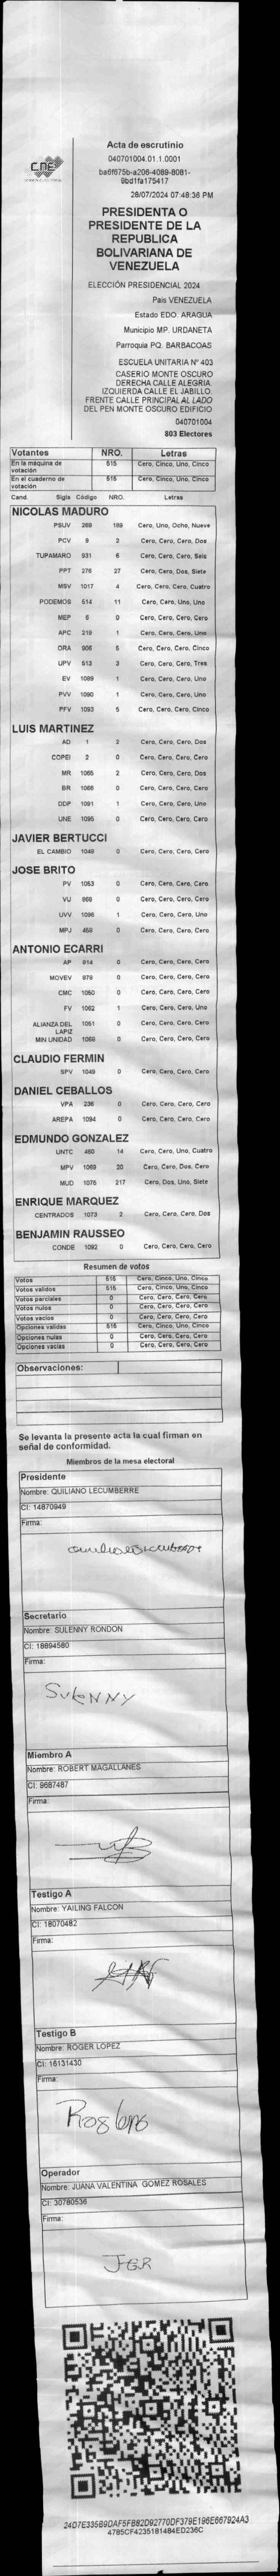 CNE
Acta de escrutinio
040701004.01.1.0001
ba6f675b-a206-4089-8081-
9bd1fa175417
28/07/2024 07:48:36 PM
PRESIDENTA O
PRESIDENTE DE LA
REPUBLICA
BOLIVARIANA DE
VENEZUELA
ELECCIÓN PRESIDENCIAL 2024
Pais VENEZUELA
Estado EDO. ARAGUA
Municipio MP. URDANETA
Parroquia PQ. BARBACOAS
ESCUELA UNITARIA Nº 403
CASERIO MONTE OSCURO
DERECHA CALLE ALEGRIA.
IZQUIERDA CALLE EL JABILLO.
FRENTE CALLE PRINCIPAL AL LADO
DEL PEN MONTE OSCURO EDIFICIO
040701004
803 Electores
Votantes NRO. Letras
En la máquina de votación 515 Cero, Cinco, Uno, Cinco
En el cuaderno de votación 515 Cero, Cinco, Uno, Cinco
Cand. Sigla Código NRO. Letras
NICOLAS MADURO
PSUV 269 189 Cero, Uno, Ocho, Nueve
PCV 9 2 Cero, Cero, Cero, Dos
TUPAMARO 931 6 Cero, Cero, Cero, Seis
PPT 276 27 Cero, Cero, Dos, Siete
MSV 1017 4 Cero, Cero, Cero, Cuatro
PODEMOS 514 11 Cero, Cero, Uno, Uno
MEP 6 0 Cero, Cero, Cero, Cero
APC 219 1 Cero, Cero, Cero, Uno
ORA 906 5 Cero, Cero, Cero, Cinco
UPV 513 3 Cero, Cero, Cero, Tres
EV 1089 1 Cero, Cero, Cero, Uno
PVV 1090 1 Cero, Cero, Cero, Uno
PFV 1093 5 Cero, Cero, Cero, Cinco
LUIS MARTINEZ
AD 1 2 Cero, Cero, Cero, Dos
COPEI 2 0 Cero, Cero, Cero, Cero
MR 1065 2 Cero, Cero, Cero, Dos
BR 1066 0 Cero, Cero, Cero, Cero
DDP 1091 1 Cero, Cero, Cero, Uno
UNE 1095 0 Cero, Cero, Cero, Cero
JAVIER BERTUCCI
EL CAMBIO 1049 0 Cero, Cero, Cero, Cero
JOSE BRITO
PV 1053 0 Cero, Cero, Cero, Cero
VU 969 0 Cero, Cero, Cero, Cero
UVV 1096 1 Cero, Cero, Cero, Uno
MPJ 459 0 Cero, Cero, Cero, Cero
ANTONIO ECARRI
AP 914 0 Cero, Cero, Cero, Cero
MOVEV 979 0 Cero, Cero, Cero, Cero
CMC 1050 0 Cero, Cero, Cero, Cero
FV 1062 1 Cero, Cero, Cero, Uno
ALIANZA DEL LAPIZ 1051 0 Cero, Cero, Cero, Cero
MIN UNIDAD 1068 0 Cero, Cero, Cero, Cero
CLAUDIO FERMIN
SPV 1049 0 Cero, Cero, Cero, Cero
DANIEL CEBALLOS
VPA 236 0 Cero, Cero, Cero, Cero
AREPA 1094 0 Cero, Cero, Cero, Cero
EDMUNDO GONZALEZ
UNTC 460 14 Cero, Cero, Uno, Cuatro
MPV 1069 20 Cero, Cero, Dos, Cero
MUD 1075 217 Cero, Dos, Uno, Siete
ENRIQUE MARQUEZ
CENTRADOS 1073 2 Cero, Cero, Cero, Dos
BENJAMIN RAUSSEO
CONDE 1092 0 Cero, Cero, Cero, Cero
Resumen de votos
Votos 515 Cero, Cinco, Uno, Cinco
Votos validos 515 Cero, Cinco, Uno, Cinco
Votos parciales 0 Cero, Cero, Cero, Cero
Votos nulos 0 Cero, Cero, Cero, Cero
Votos vacios 0 Cero, Cero, Cero, Cero
Opciones validas 515 Cero, Cinco, Uno, Cinco
Opciones nulas 0 Cero, Cero, Cero, Cero
Opciones vacias 0 Cero, Cero, Cero, Cero
Observaciones:
Se levanta la presente acta la cual firman en
señal de conformidad.
Miembros de la mesa electoral
Presidente
Nombre: QUILIANO LECUMBERRE
CI: 14870949
Firma:
Secretario
Nombre: SULENNY RONDON
CI: 18894580
Firma:
SULENNY
Miembro A
Nombre: ROBERT MAGALLANES
CI: 9687487
Firma:
Testigo A
Nombre: YAILING FALCON
CI: 18070482
Firma:
Testigo B
Nombre: ROGER LOPEZ
CI: 16131430
Firma:
Operador
Nombre: JUANA VALENTINA GOMEZ ROSALES
CI: 30780536
Firma:
JGR
24D7E335B9DAF5FB82D92770DF379E196E667924A3
4785CF4235181484ED236C